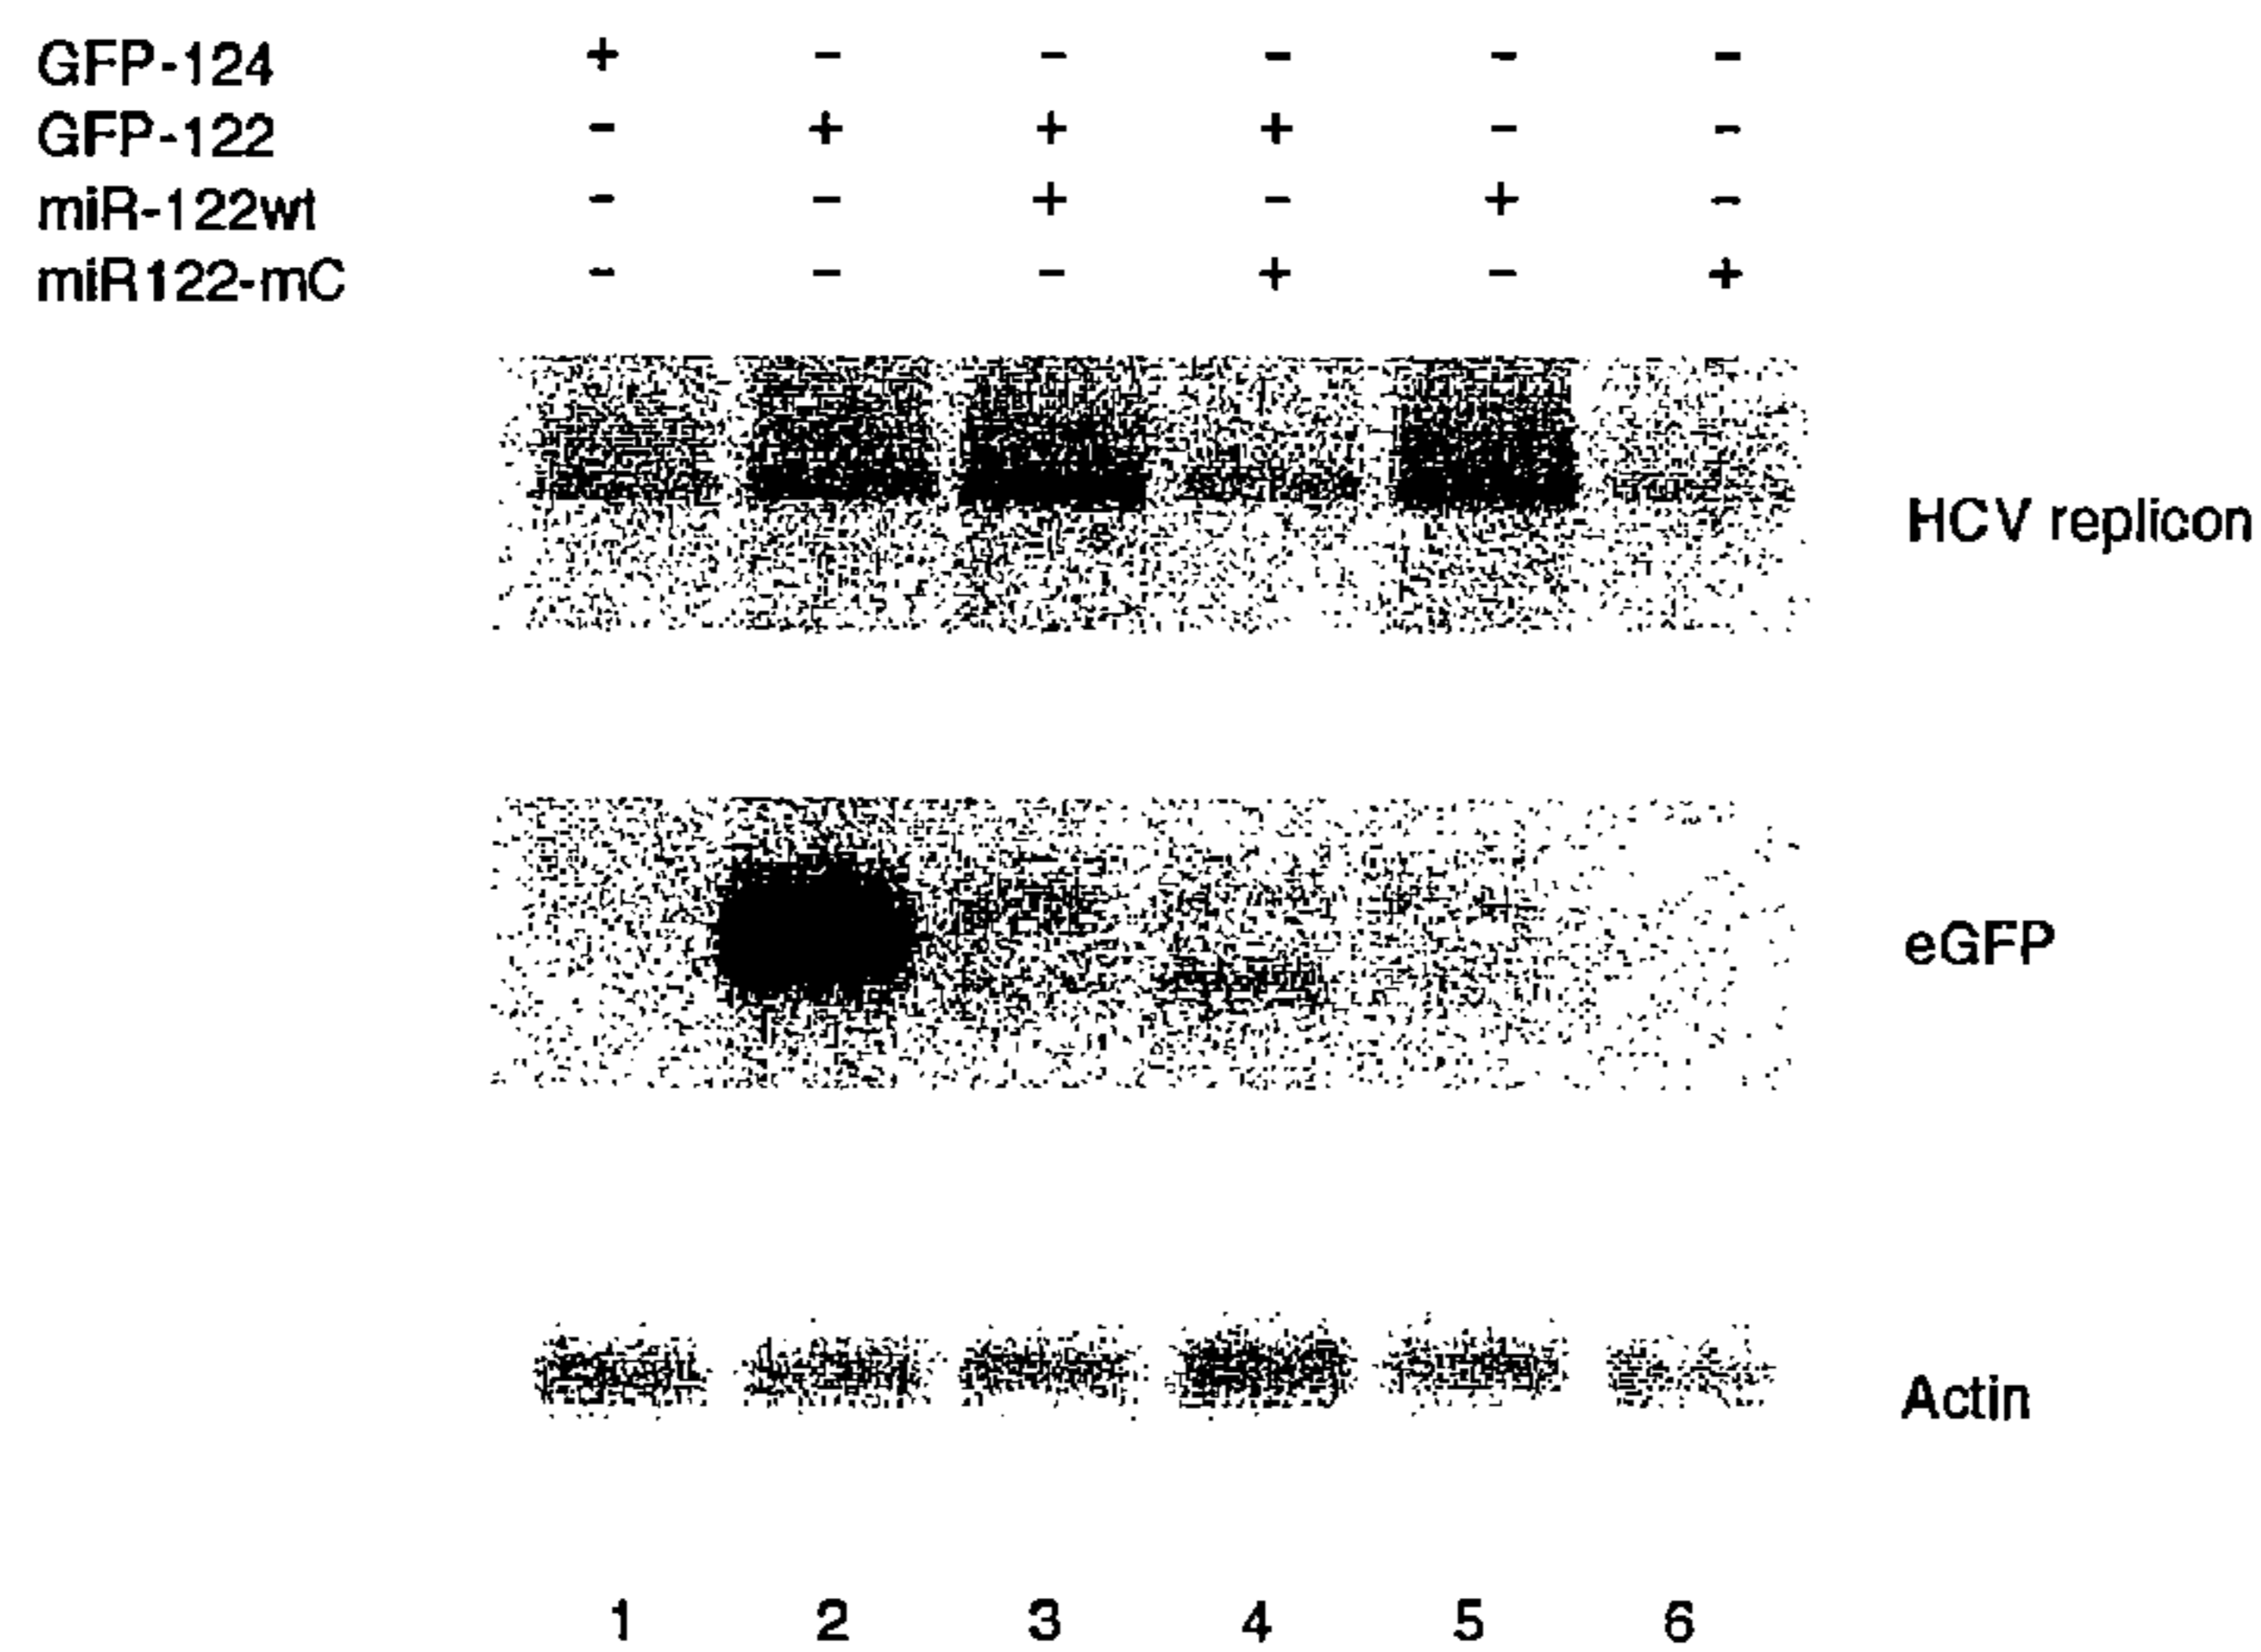 GFP-124 + - - - - -
GFP-122 - + + + - -
miR-122wt - - + - + -
miR122-mC - - - + - +
HCV replicon
eGFP
Actin
1 2 3 4 5 6